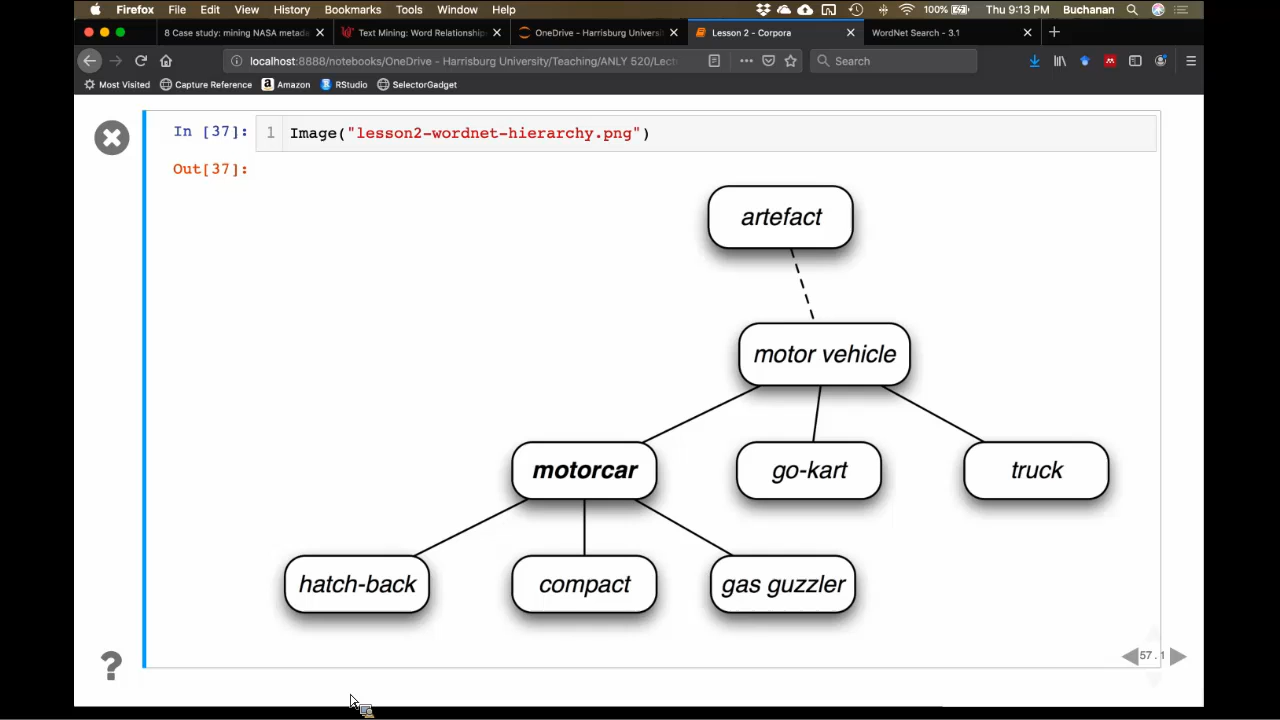 Firefox File Edit View History Bookmarks Tools Window Help 100% Thu 9:13 PM Buchanan
8 Case study: mining NASA metada Text Mining: Word Relationship OneDrive - Harrisburg Universit Lesson 2 - Corpora WordNet Search - 3.1
localhost:8888/notebooks/OneDrive - Harrisburg University/Teaching/ANLY 520/Lect Search
Most Visited Capture Reference Amazon RStudio SelectorGadget
In [37]: 1 Image("lesson2-wordnet-hierarchy.png")
Out[37]:
artefact
motor vehicle
motorcar go-kart truck
hatch-back compact gas guzzler
57.1
?